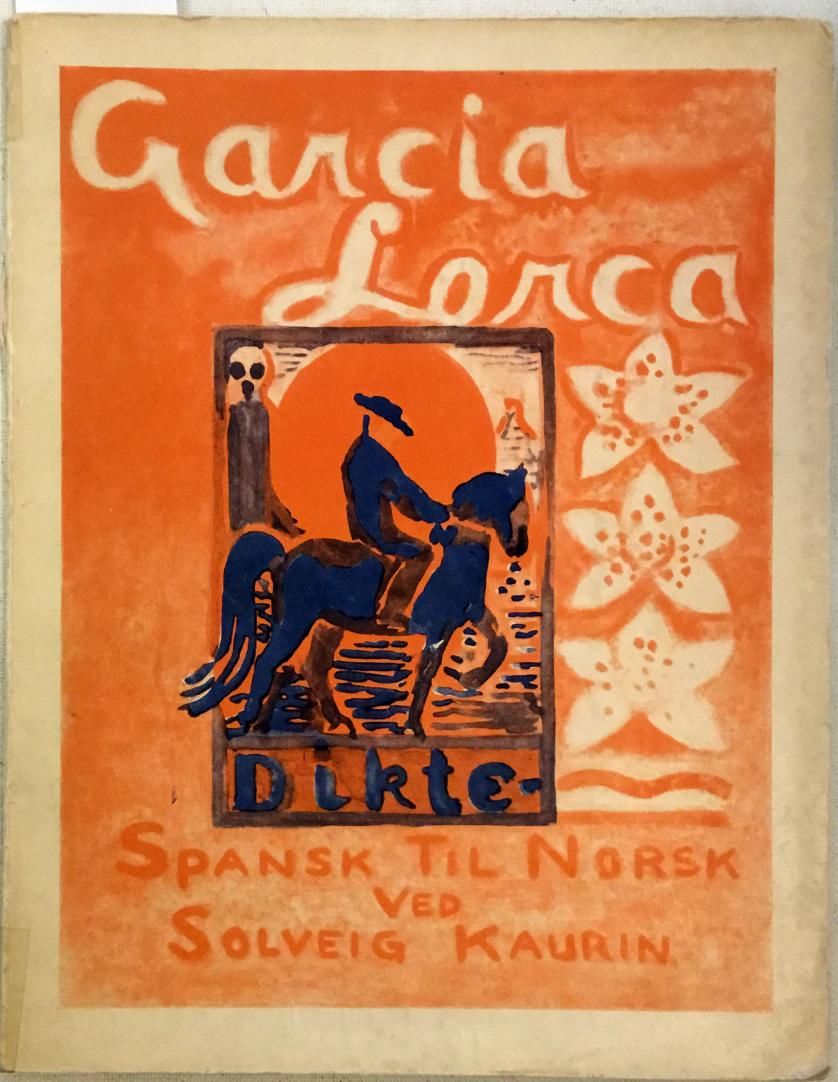 Garcia
Lorca
Dikte-
SPANSK TIL NORSK
VED
SOLVEIG KAURIN